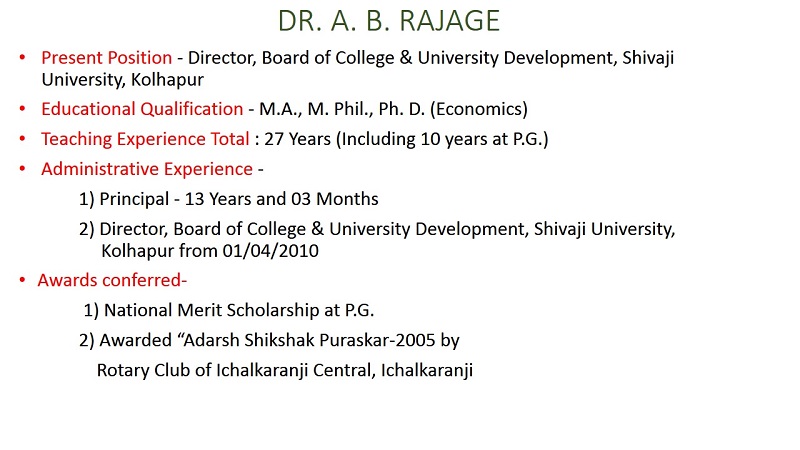 DR. A. B. RAJAGE
• Present Position - Director, Board of College & University Development, Shivaji
University, Kolhapur
• Educational Qualification - M.A., M. Phil., Ph. D. (Economics)
• Teaching Experience Total : 27 Years (Including 10 years at P.G.)
• Administrative Experience -
1) Principal - 13 Years and 03 Months
2) Director, Board of College & University Development, Shivaji University,
Kolhapur from 01/04/2010
• Awards conferred-
1) National Merit Scholarship at P.G.
2) Awarded “Adarsh Shikshak Puraskar-2005 by
Rotary Club of Ichalkaranji Central, Ichalkaranji